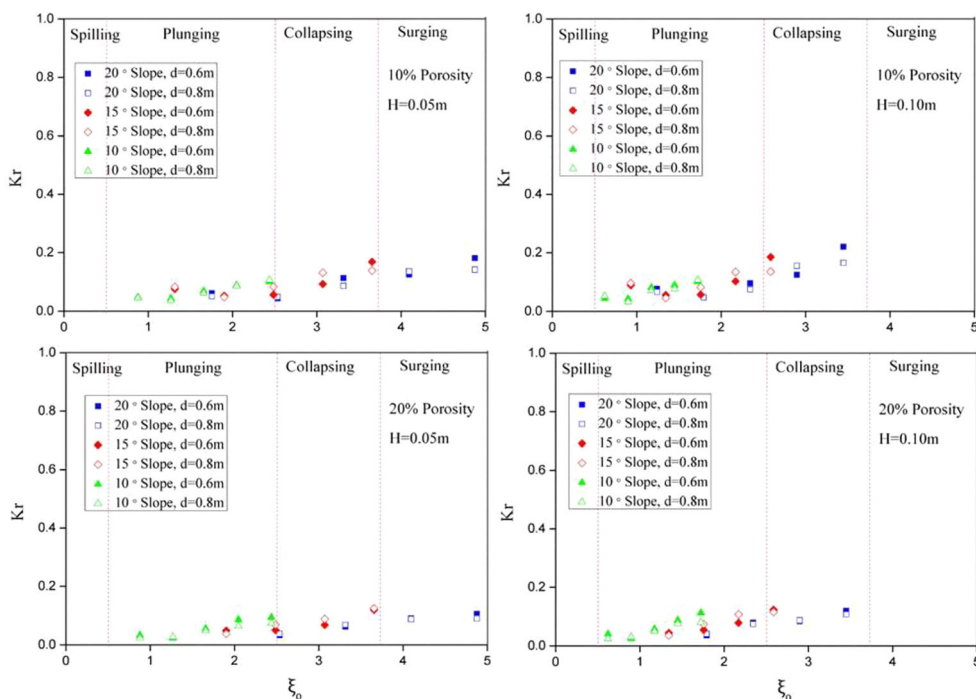 1.0
0.8
0.6
0.4
0.2
0.0
Kr
Spilling Plunging Collapsing Surging
10% Porosity
H=0.05m
20 ° Slope, d=0.6m
20 ° Slope, d=0.8m
15 ° Slope, d=0.6m
15 ° Slope, d=0.8m
10 ° Slope, d=0.6m
10 ° Slope, d=0.8m
0 1 2 3 4 5
1.0
0.8
0.6
0.4
0.2
0.0
Kr
Spilling Plunging Collapsing Surging
10% Porosity
H=0.10m
20 ° Slope, d=0.6m
20 ° Slope, d=0.8m
15 ° Slope, d=0.6m
15 ° Slope, d=0.8m
10 ° Slope, d=0.6m
10 ° Slope, d=0.8m
0 1 2 3 4 5
1.0
0.8
0.6
0.4
0.2
0.0
Kr
Spilling Plunging Collapsing Surging
20% Porosity
H=0.05m
20 ° Slope, d=0.6m
20 ° Slope, d=0.8m
15 ° Slope, d=0.6m
15 ° Slope, d=0.8m
10 ° Slope, d=0.6m
10 ° Slope, d=0.8m
0 1 2 3 4 5
ξo
1.0
0.8
0.6
0.4
0.2
0.0
Kr
Spilling Plunging Collapsing Surging
20% Porosity
H=0.10m
20 ° Slope, d=0.6m
20 ° Slope, d=0.8m
15 ° Slope, d=0.6m
15 ° Slope, d=0.8m
10 ° Slope, d=0.6m
10 ° Slope, d=0.8m
0 1 2 3 4 5
ξo